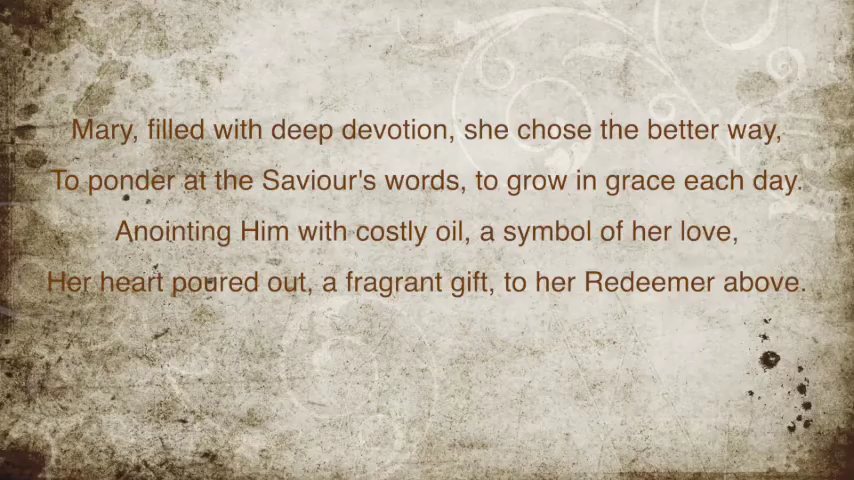 Mary, filled with deep devotion, she chose the better way,
To ponder at the Saviour's words, to grow in grace each day.
Anointing Him with costly oil, a symbol of her love,
Her heart poured out, a fragrant gift, to her Redeemer above.